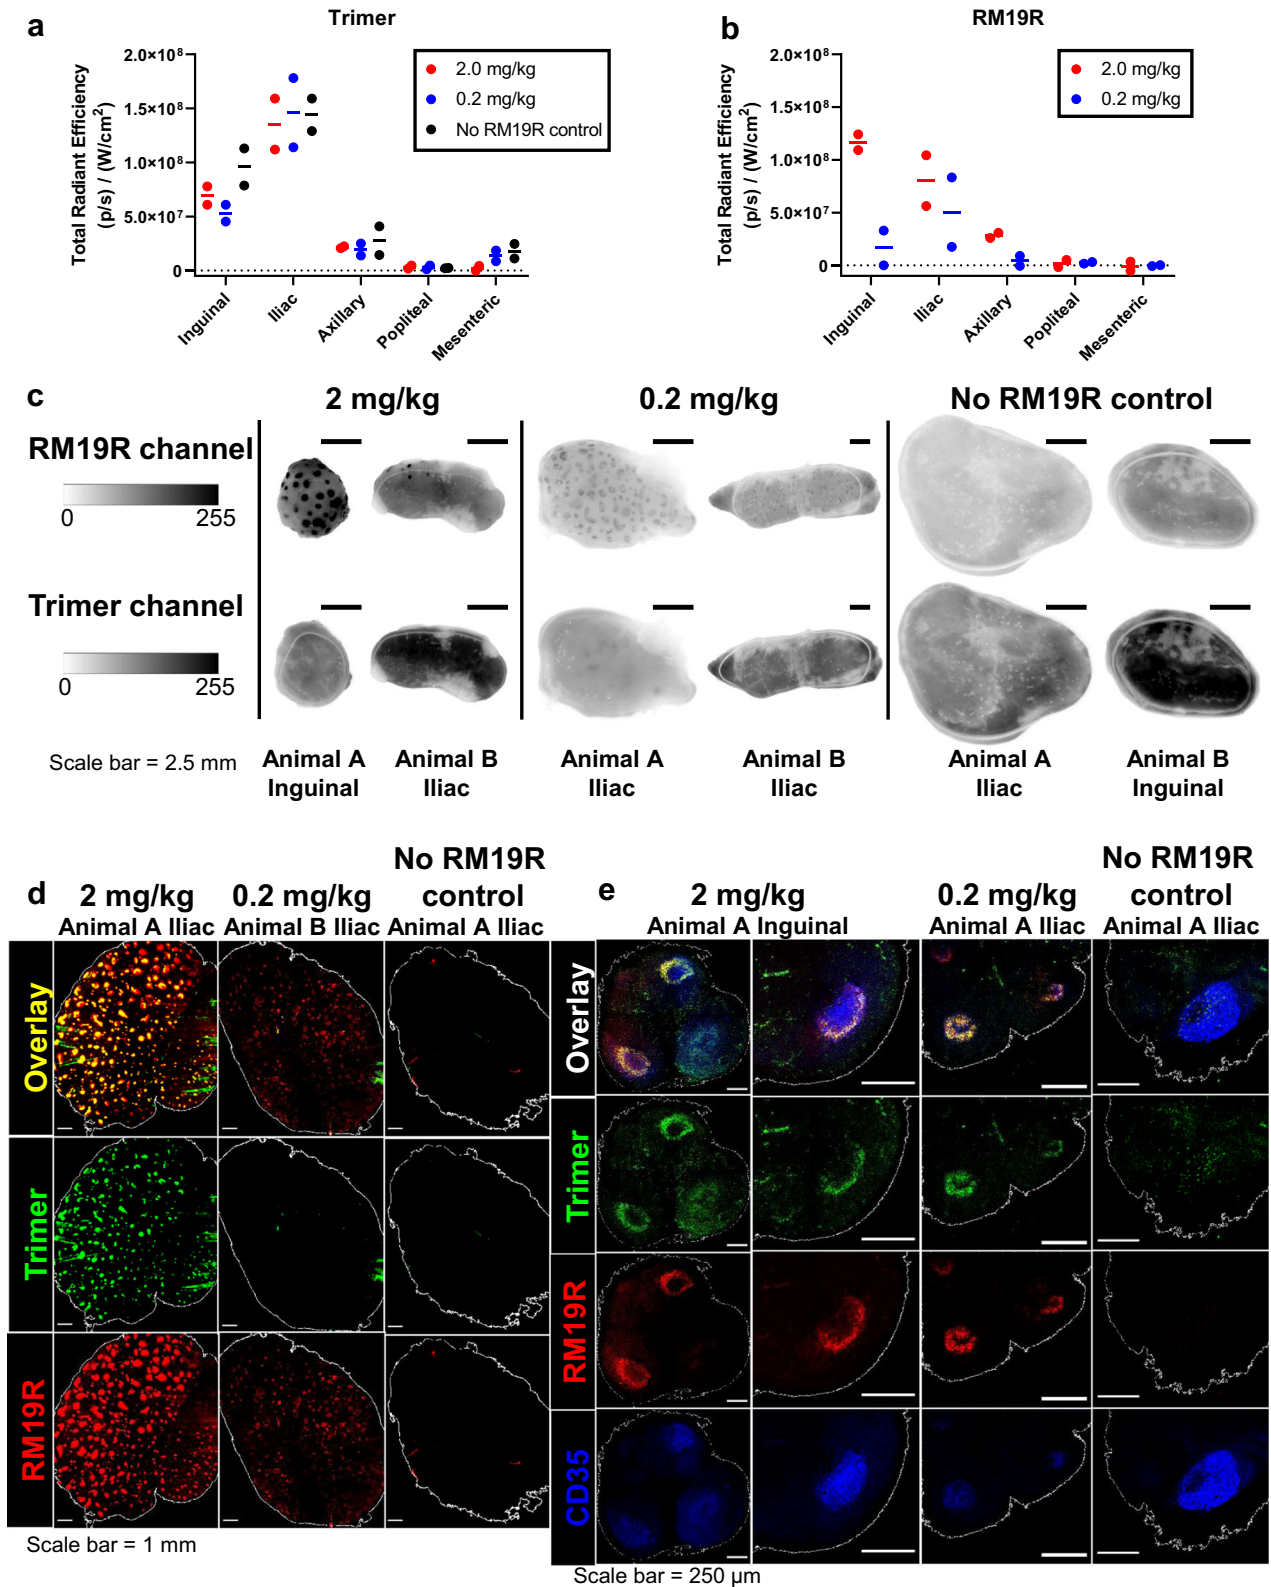 a
Trimer
Total Radiant Efficiency
(p/s) / (W/cm²)
2.0×10⁸
1.5×10⁸
1.0×10⁸
5.0×10⁷
0
2.0 mg/kg
0.2 mg/kg
No RM19R control
Inguinal
Iliac
Axillary
Popliteal
Mesenteric
b
RM19R
Total Radiant Efficiency
(p/s) / (W/cm²)
2.0×10⁸
1.5×10⁸
1.0×10⁸
5.0×10⁷
0
2.0 mg/kg
0.2 mg/kg
Inguinal
Iliac
Axillary
Popliteal
Mesenteric
c
2 mg/kg
0.2 mg/kg
No RM19R control
RM19R channel
0 255
Trimer channel
0 255
Scale bar = 2.5 mm
Animal A
Inguinal
Animal B
Iliac
Animal A
Iliac
Animal B
Iliac
Animal A
Iliac
Animal B
Inguinal
d
2 mg/kg
Animal A Iliac
0.2 mg/kg
Animal B Iliac
No RM19R
control
Animal A Iliac
Overlay
Trimer
RM19R
Scale bar = 1 mm
e
2 mg/kg
Animal A Inguinal
0.2 mg/kg
Animal A Iliac
No RM19R
control
Animal A Iliac
Overlay
Trimer
RM19R
CD35
Scale bar = 250 µm